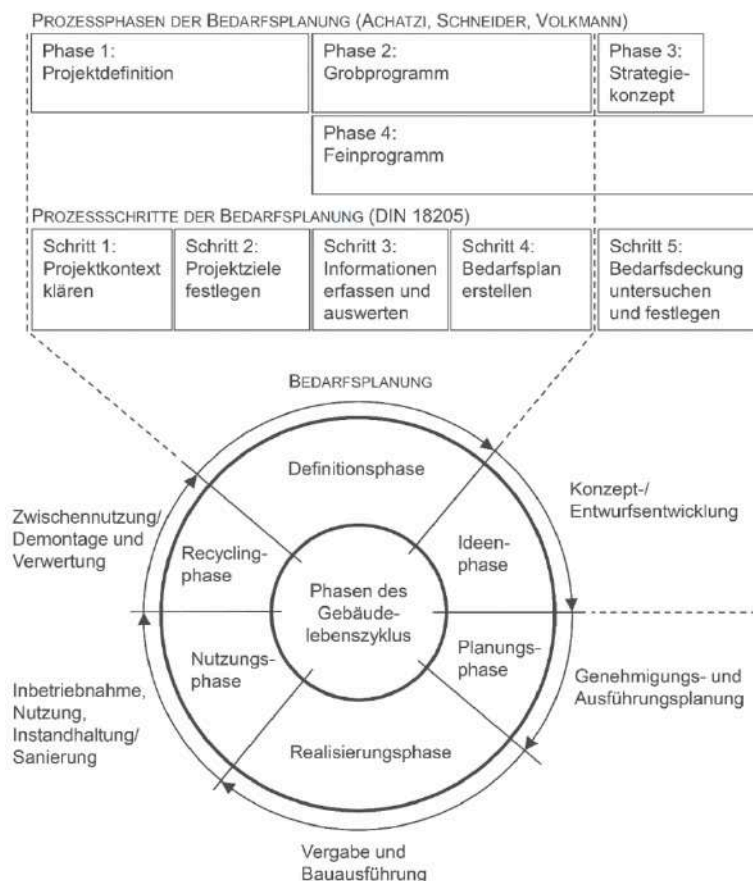 PROZESSPHASEN DER BEDARFSPLANUNG (ACHATZI, SCHNEIDER, VOLKMANN)
Phase 1:
Projektdefinition
Phase 2:
Grobprogramm
Phase 3:
Strategie-
konzept
Phase 4:
Feinprogramm
PROZESSSCHRITTE DER BEDARFSPLANUNG (DIN 18205)
Schritt 1:
Projektkontext
klären
Schritt 2:
Projektziele
festlegen
Schritt 3:
Informationen
erfassen und
auswerten
Schritt 4:
Bedarfsplan
erstellen
Schritt 5:
Bedarfsdeckung
untersuchen
und festlegen
BEDARFSPLANUNG
Definitionsphase
Konzept-/
Entwurfsentwicklung
Zwischennutzung/
Demontage und
Verwertung
Recycling-
phase
Ideen-
phase
Phasen des
Gebäude-
lebenszyklus
Nutzungs-
phase
Planungs-
phase
Inbetriebnahme,
Nutzung,
Instandhaltung/
Sanierung
Genehmigungs- und
Ausführungsplanung
Realisierungsphase
Vergabe und
Bauausführung